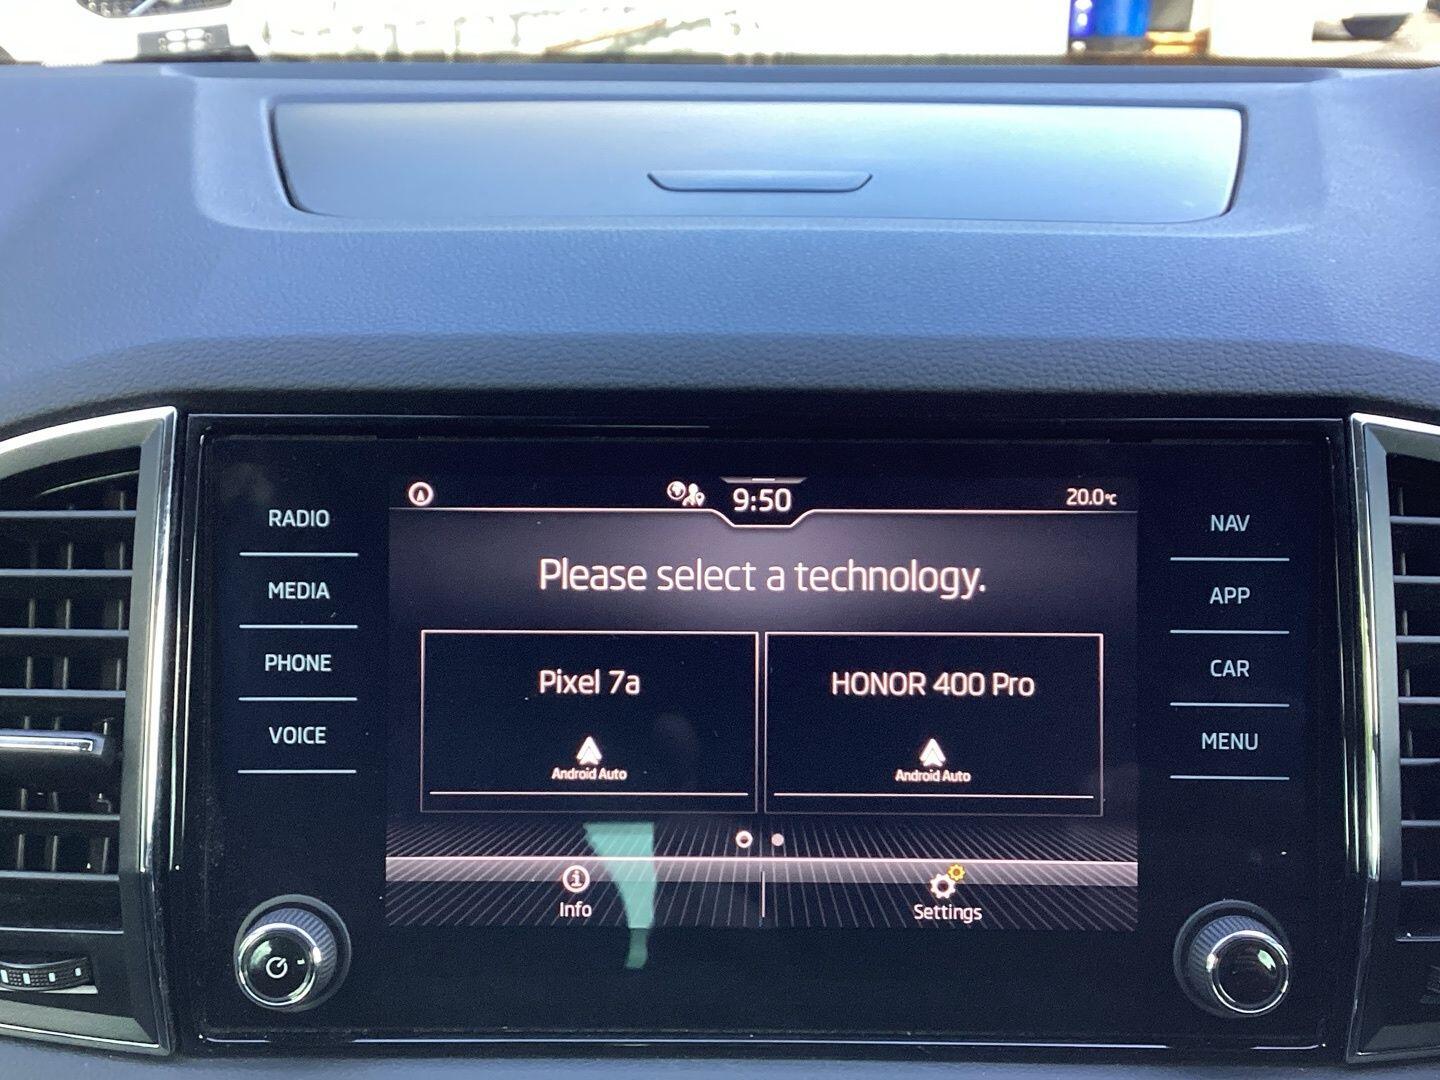 9:50
20.0°C
RADIO
MEDIA
PHONE
VOICE
Please select a technology.
Pixel 7a
Android Auto
HONOR 400 Pro
Android Auto
Info
Settings
NAV
APP
CAR
MENU